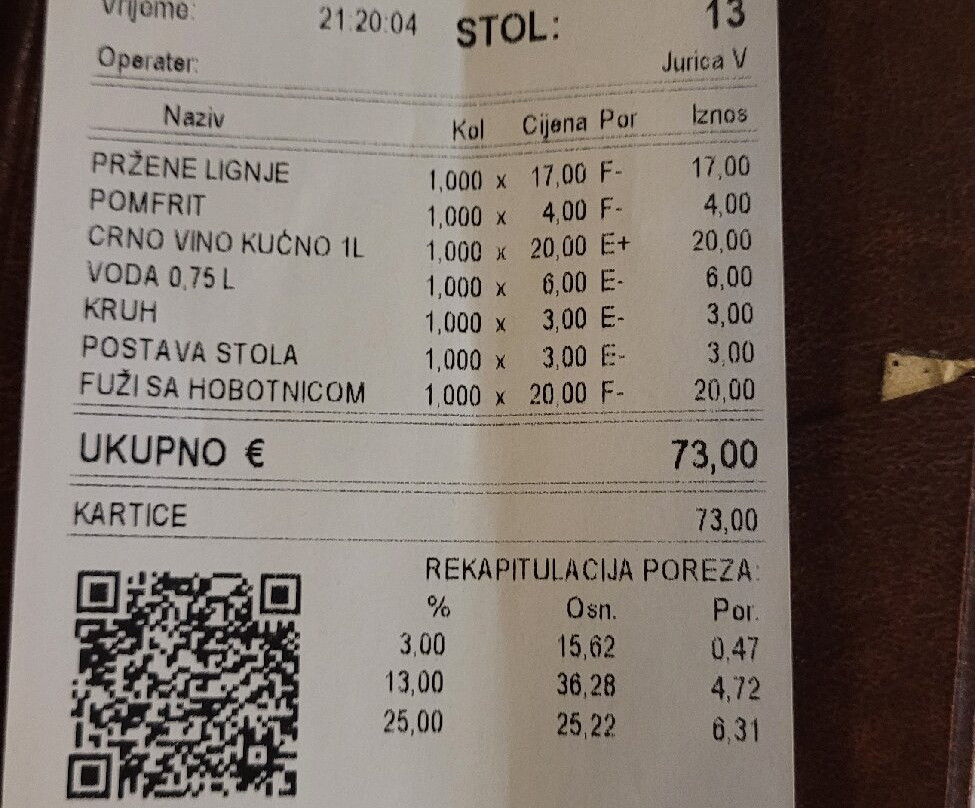 Vrijeme: 21:20:04 STOL: 13
Operater: Jurica V
Naziv Kol Cijena Por Iznos
PRŽENE LIGNJE 1,000 x 17,00 F- 17,00
POMFRIT 1,000 x 4,00 F- 4,00
CRNO VINO KUĆNO 1L 1,000 x 20,00 E+ 20,00
VODA 0,75 L 1,000 x 6,00 E- 6,00
KRUH 1,000 x 3,00 E- 3,00
POSTAVA STOLA 1,000 x 3,00 E- 3,00
FUŽI SA HOBOTNICOM 1,000 x 20,00 F- 20,00
UKUPNO € 73,00
KARTICE 73,00
REKAPITULACIJA POREZA:
% Osn. Por.
3,00 15,62 0,47
13,00 36,28 4,72
25,00 25,22 6,31